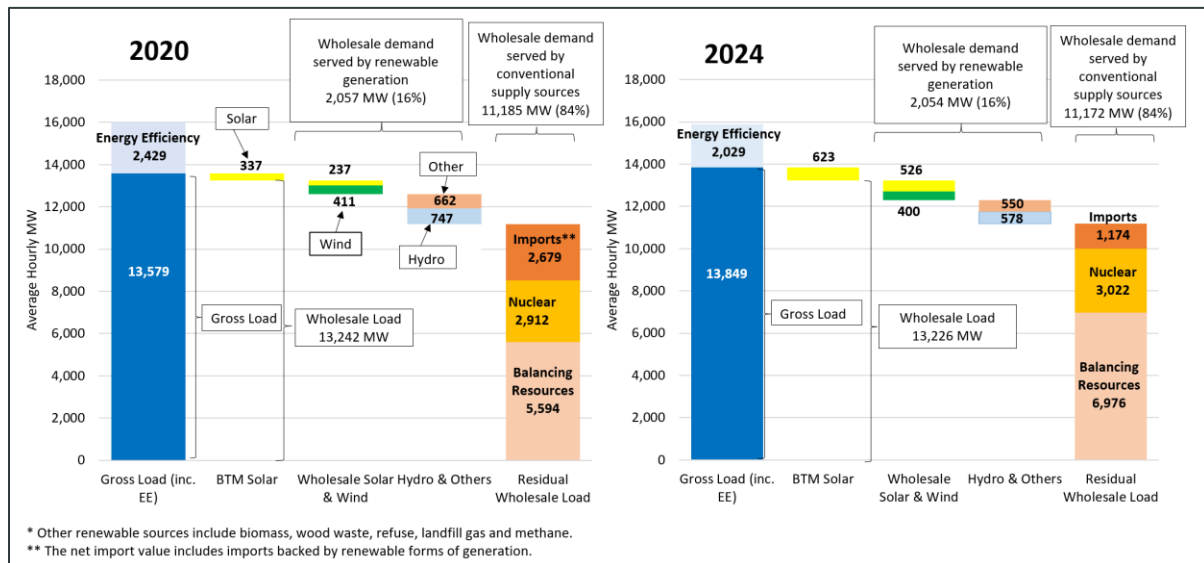 2020
Wholesale demand
served by renewable
generation
2,057 MW (16%)
Wholesale demand
served by
conventional
supply sources
11,185 MW (84%)
Average Hourly MW
18,000
16,000
14,000
12,000
10,000
8,000
6,000
4,000
2,000
0
Energy Efficiency
2,429
Solar
337
237
411
Wind
Other
662
747
Hydro
13,579
Gross Load
Wholesale Load
13,242 MW
Imports**
2,679
Nuclear
2,912
Balancing
Resources
5,594
Gross Load (inc.
EE)
BTM Solar
Wholesale Solar
& Wind
Hydro & Others
Residual
Wholesale Load
2024
Wholesale demand
served by renewable
generation
2,054 MW (16%)
Wholesale demand
served by
conventional
supply sources
11,172 MW (84%)
Average Hourly MW
18,000
16,000
14,000
12,000
10,000
8,000
6,000
4,000
2,000
0
Energy Efficiency
2,029
623
526
400
550
578
13,849
Gross Load
Wholesale Load
13,226 MW
Imports
1,174
Nuclear
3,022
Balancing
Resources
6,976
Gross Load (inc.
EE)
BTM Solar
Wholesale
Solar & Wind
Hydro & Others
Residual
Wholesale Load
* Other renewable sources include biomass, wood waste, refuse, landfill gas and methane.
** The net import value includes imports backed by renewable forms of generation.